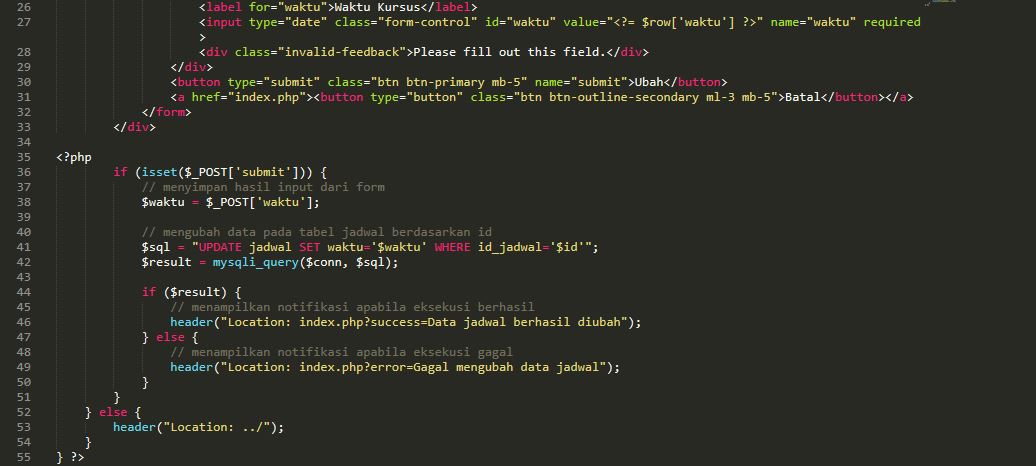 26 <label for="waktu">Waktu Kursus</label>
27 <input type="date" class="form-control" id="waktu" value="<?= $row['waktu'] ?>" name="waktu" required
>
28 <div class="invalid-feedback">Please fill out this field.</div>
29 </div>
30 <button type="submit" class="btn btn-primary mb-5" name="submit">Ubah</button>
31 <a href="index.php"><button type="button" class="btn btn-outline-secondary ml-3 mb-5">Batal</button></a>
32 </form>
33 </div>
34
35 <?php
36 if (isset($_POST['submit'])) {
37 // menyimpan hasil input dari form
38 $waktu = $_POST['waktu'];
39
40 // mengubah data pada tabel jadwal berdasarkan id
41 $sql = "UPDATE jadwal SET waktu='$waktu' WHERE id_jadwal='$id'";
42 $result = mysqli_query($conn, $sql);
43
44 if ($result) {
45 // menampilkan notifikasi apabila eksekusi berhasil
46 header("Location: index.php?success=Data jadwal berhasil diubah");
47 } else {
48 // menampilkan notifikasi apabila eksekusi gagal
49 header("Location: index.php?error=Gagal mengubah data jadwal");
50 }
51 }
52 } else {
53 header("Location: ../");
54 }
55 } ?>